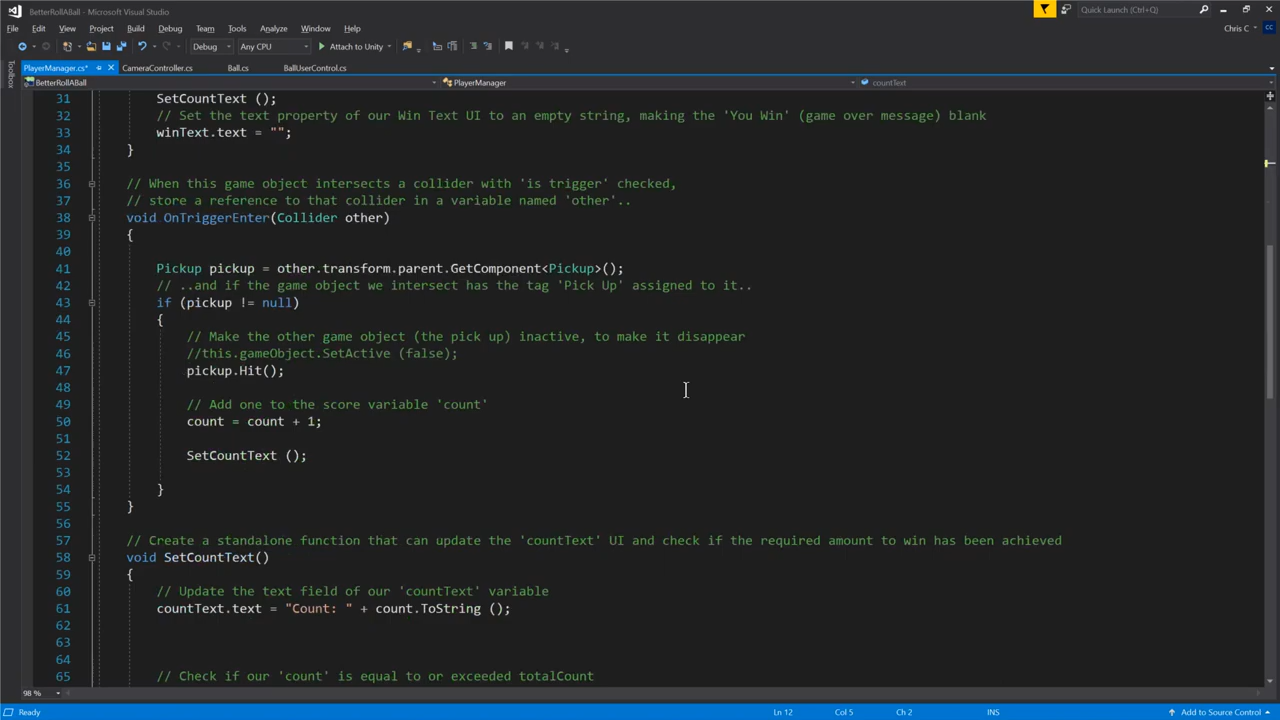 BetterRollABall - Microsoft Visual Studio
Quick Launch (Ctrl+Q)
File Edit View Project Build Debug Team Tools Analyze Window Help
Chris C CC
Debug Any CPU Attach to Unity
Toolbox
PlayerManager.cs* CameraController.cs Ball.cs BallUserControl.cs
BetterRollABall PlayerManager countText
31 SetCountText ();
32 // Set the text property of our Win Text UI to an empty string, making the 'You Win' (game over message) blank
33 winText.text = "";
34 }
35
36 // When this game object intersects a collider with 'is trigger' checked,
37 // store a reference to that collider in a variable named 'other'..
38 void OnTriggerEnter(Collider other)
39 {
40
41 Pickup pickup = other.transform.parent.GetComponent<Pickup>();
42 // ..and if the game object we intersect has the tag 'Pick Up' assigned to it..
43 if (pickup != null)
44 {
45 // Make the other game object (the pick up) inactive, to make it disappear
46 //this.gameObject.SetActive (false);
47 pickup.Hit();
48
49 // Add one to the score variable 'count'
50 count = count + 1;
51
52 SetCountText ();
53
54 }
55 }
56
57 // Create a standalone function that can update the 'countText' UI and check if the required amount to win has been achieved
58 void SetCountText()
59 {
60 // Update the text field of our 'countText' variable
61 countText.text = "Count: " + count.ToString ();
62
63
64
65 // Check if our 'count' is equal to or exceeded totalCount
98 %
Ready Ln 12 Col 5 Ch 2 INS Add to Source Control